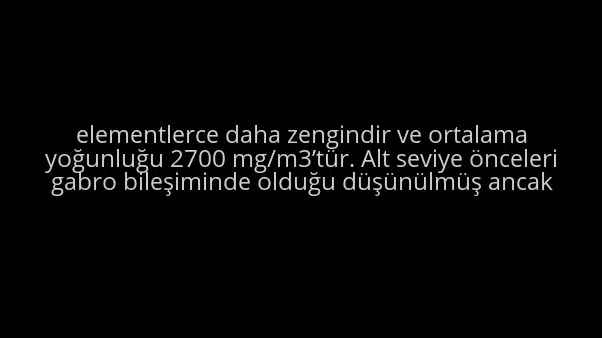 elementlerce daha zengindir ve ortalama
yoğunluğu 2700 mg/m3’tür. Alt seviye önceleri
gabro bileşiminde olduğu düşünülmüş ancak